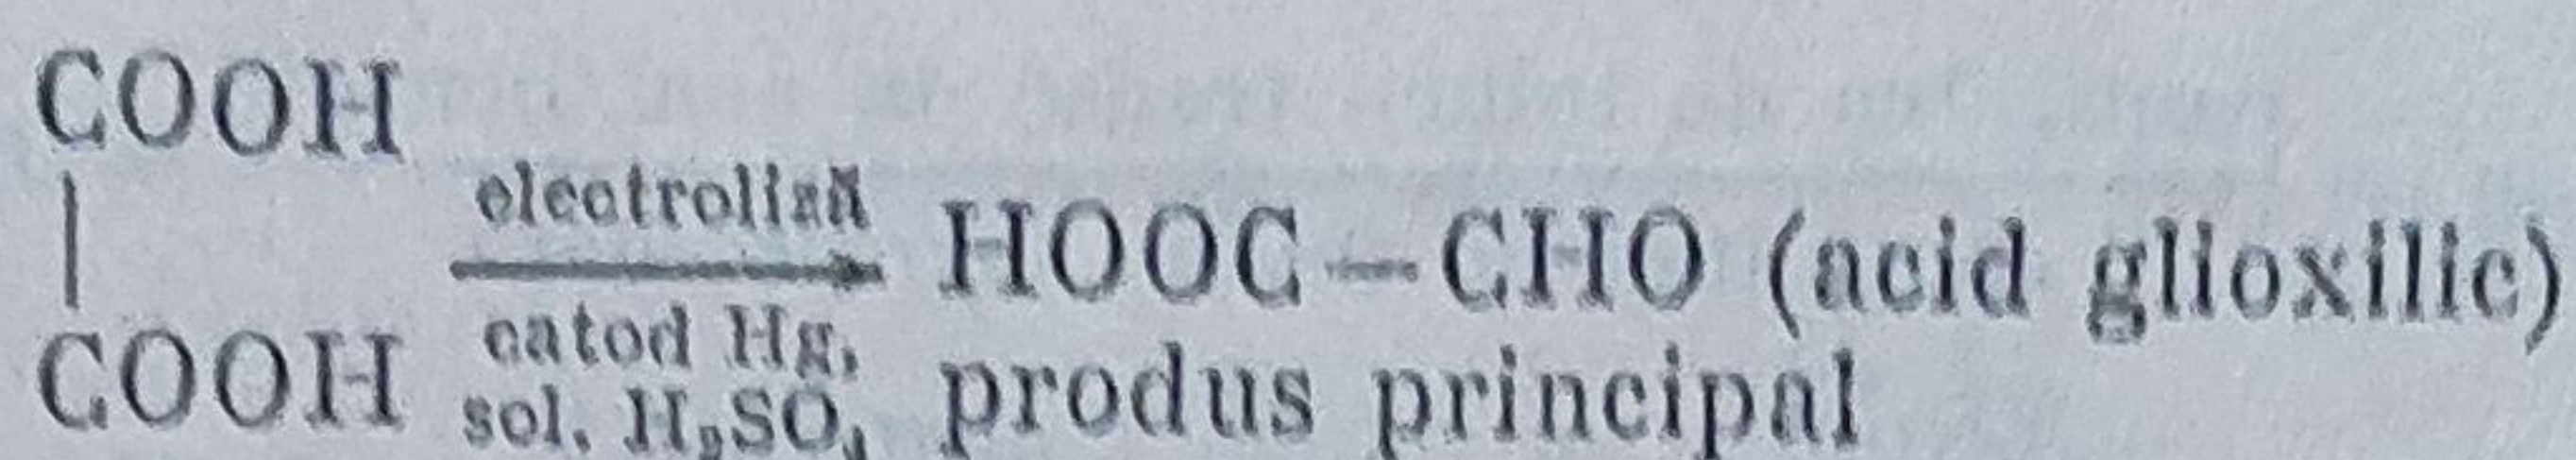 COOH
electroliză
HOOC—CHO (acid glioxilic)
catod Hg,
COOH
sol. H₂SO₄ produs principal